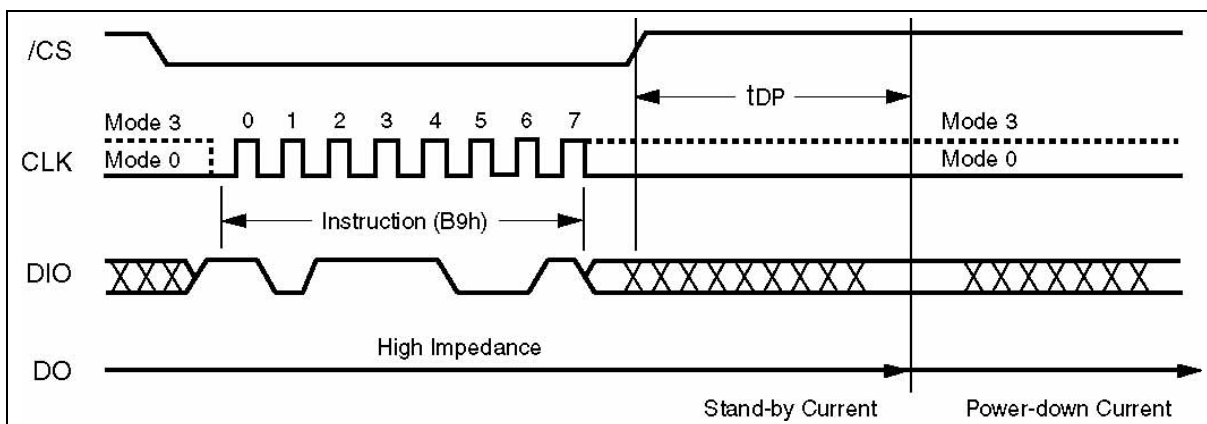 /CS
tDP
Mode 3 0 1 2 3 4 5 6 7 Mode 3
CLK Mode 0 Mode 0
Instruction (B9h)
DIO
High Impedance
DO
Stand-by Current Power-down Current